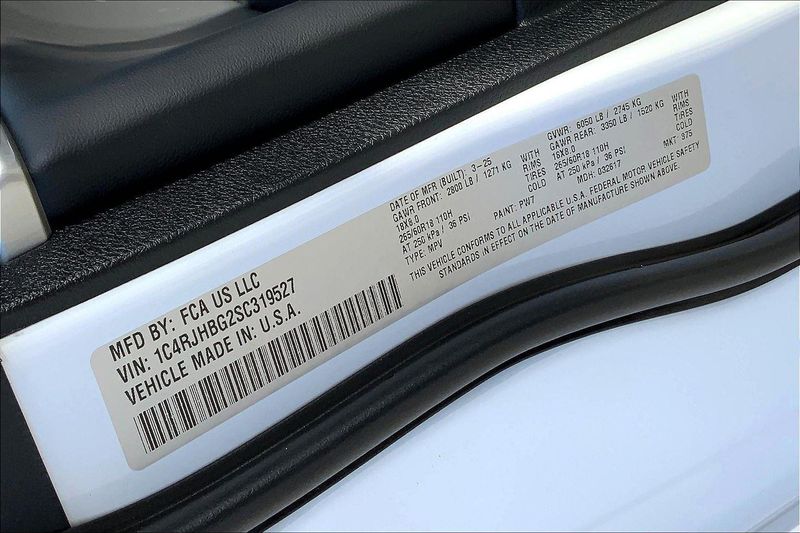 MFD BY: FCA US LLC
VIN: 1C4RJHBG2SC319527
VEHICLE MADE IN: U.S.A.
DATE OF MFR (BUILT): 3-25 GVWR: 6050 LB / 2745 KG
GAWR FRONT: 2800 LB / 1271 KG WITH GAWR REAR: 3350 LB / 1520 KG WITH
18X8.0 RIMS 18X8.0 RIMS
265/60R18 110H TIRES 265/60R18 110H TIRES
AT 250 kPa / 36 PSI COLD AT 250 kPa / 36 PSI COLD
TYPE: MPV PAINT: PW7 MDH: 032617 MKT: 975
THIS VEHICLE CONFORMS TO ALL APPLICABLE U.S.A. FEDERAL MOTOR VEHICLE SAFETY
STANDARDS IN EFFECT ON THE DATE OF MANUFACTURE SHOWN ABOVE.